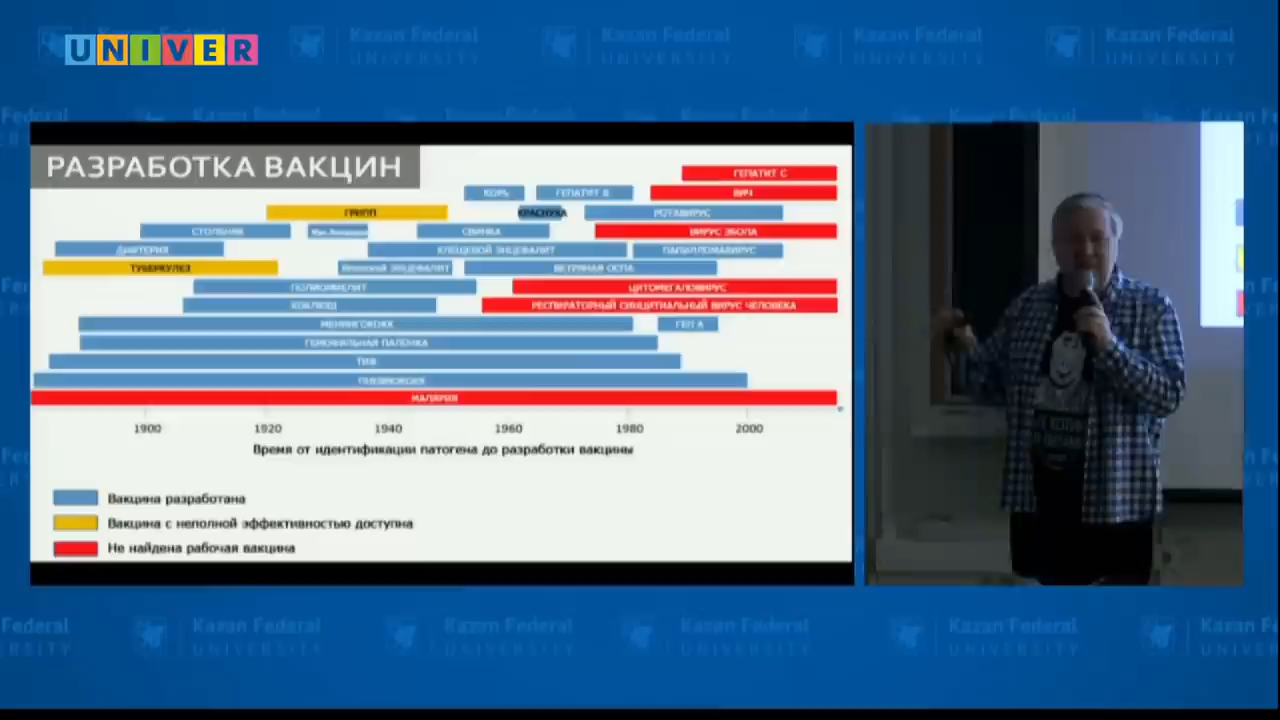 UNIVER
Kazan Federal
UNIVERSITY
РАЗРАБОТКА ВАКЦИН
ГЕПАТИТ С
КОРЬ ГЕПАТИТ В ВИЧ
ГРИПП КРАСНУХА РОТАВИРУС
СТОЛБНЯК СВИНКА ВИРУС ЭБОЛА
ДИФТЕРИЯ КЛЕЩЕВОЙ ЭНЦЕФАЛИТ ПАПИЛЛОМАВИРУС
ТУБЕРКУЛЕЗ Японский ЭНЦЕФАЛИТ ВЕТРЯНАЯ ОСПА
ПОЛИОМИЕЛИТ ЦИТОМЕГАЛОВИРУС
КОКЛЮШ РЕСПИРАТОРНЫЙ СИНЦИТИАЛЬНЫЙ ВИРУС ЧЕЛОВЕКА
МЕНИНГОКОКК ГЕП А
ГЕМОФИЛЬНАЯ ПАЛОЧКА
ТИФ
ПНЕВМОКОКК
МАЛЯРИЯ
1900 1920 1940 1960 1980 2000
Время от идентификации патогена до разработки вакцины
Вакцина разработана
Вакцина с неполной эффективностью доступна
Не найдена рабочая вакцина